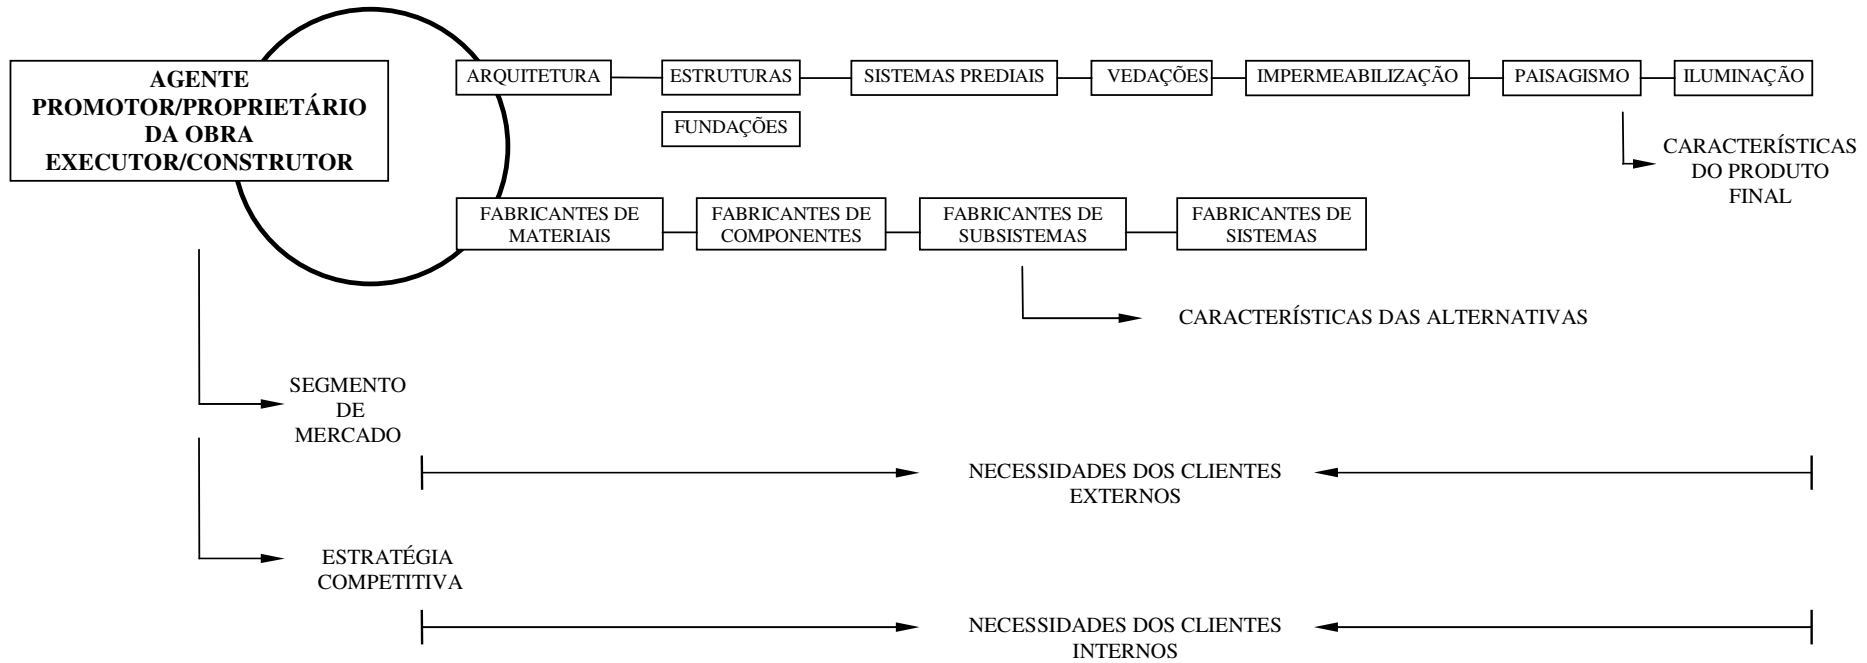 AGENTE
PROMOTOR/PROPRIETÁRIO
DA OBRA
EXECUTOR/CONSTRUTOR
ARQUITETURA
ESTRUTURAS
SISTEMAS PREDIAIS
VEDAÇÕES
IMPERMEABILIZAÇÃO
PAISAGISMO
ILUMINAÇÃO
FUNDAÇÕES
CARACTERÍSTICAS
DO PRODUTO
FINAL
FABRICANTES DE
MATERIAIS
FABRICANTES DE
COMPONENTES
FABRICANTES DE
SUBSISTEMAS
FABRICANTES DE
SISTEMAS
CARACTERÍSTICAS DAS ALTERNATIVAS
SEGMENTO
DE
MERCADO
NECESSIDADES DOS CLIENTES
EXTERNOS
ESTRATÉGIA
COMPETITIVA
NECESSIDADES DOS CLIENTES
INTERNOS